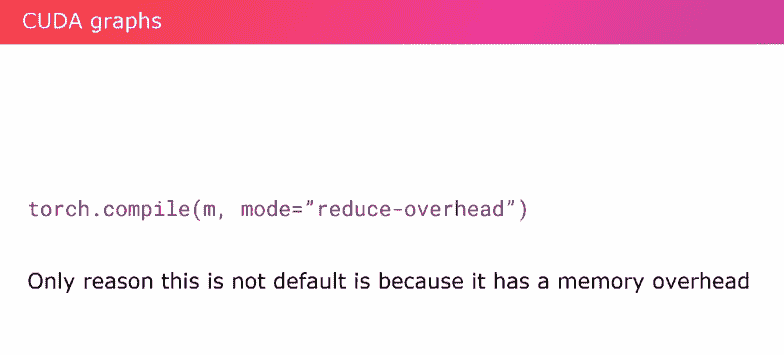 CUDA graphs
torch.compile(m, mode=”reduce-overhead”)
Only reason this is not default is because it has a memory overhead